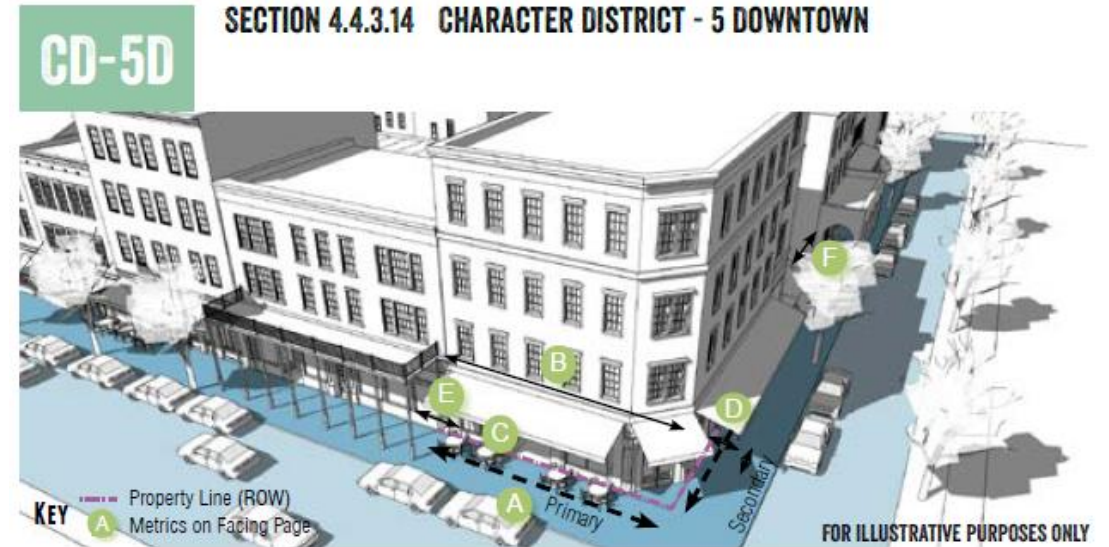 SECTION 4.4.3.14 CHARACTER DISTRICT - 5 DOWNTOWN
CD-5D
F
B
E
D
C
A
Primary
Secondary
KEY
Property Line (ROW)
A Metrics on Facing Page
FOR ILLUSTRATIVE PURPOSES ONLY